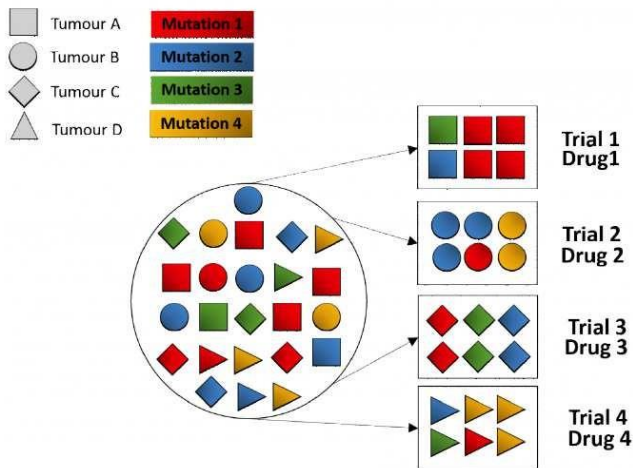 Tumour A
Mutation 1
Tumour B
Mutation 2
Tumour C
Mutation 3
Tumour D
Mutation 4
Trial 1
Drug1
Trial 2
Drug 2
Trial 3
Drug 3
Trial 4
Drug 4